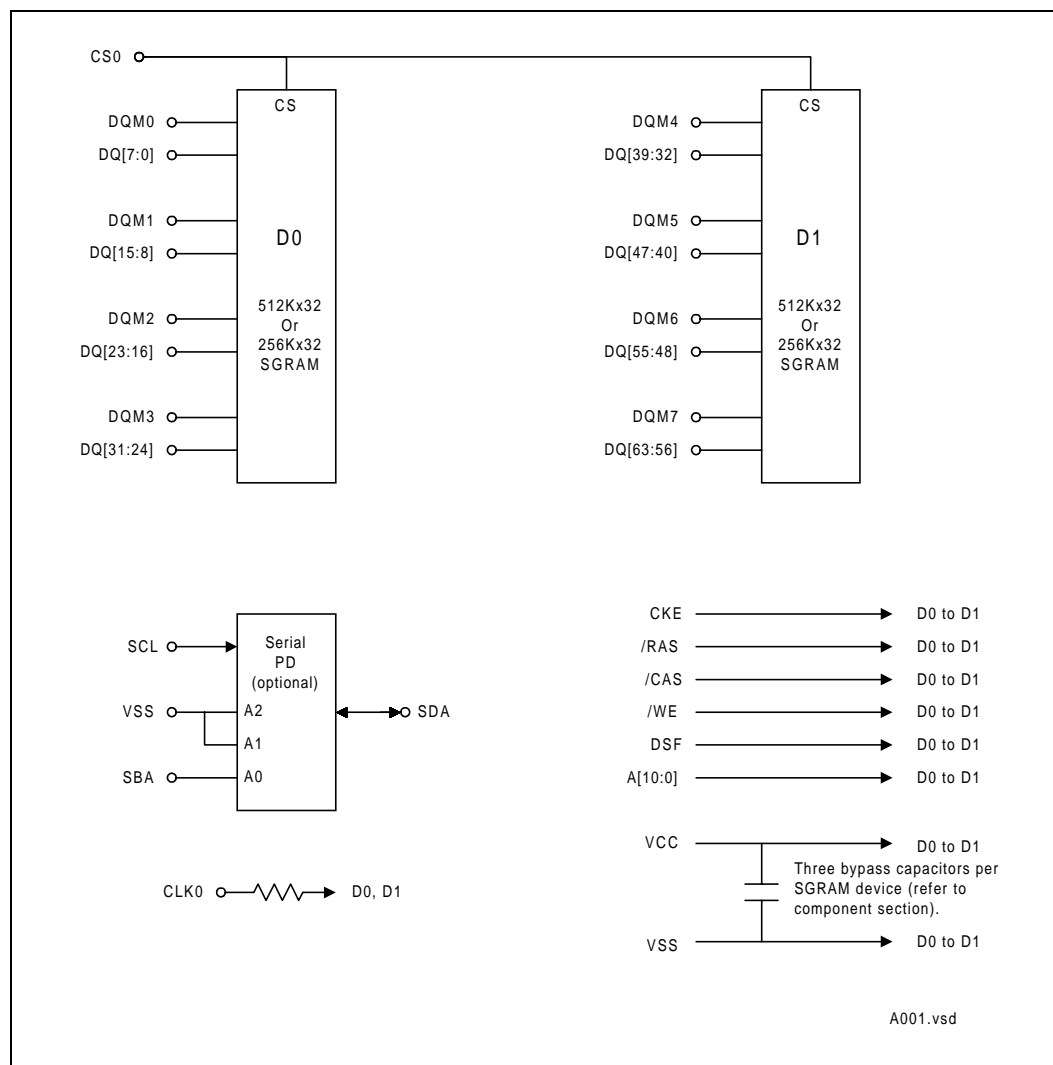 CS0
CS
DQM0
DQ[7:0]
DQM1
DQ[15:8]
DQM2
DQ[23:16]
DQM3
DQ[31:24]
D0
512Kx32
Or
256Kx32
SGRAM
CS
DQM4
DQ[39:32]
DQM5
DQ[47:40]
DQM6
DQ[55:48]
DQM7
DQ[63:56]
D1
512Kx32
Or
256Kx32
SGRAM
SCL
VSS
SBA
Serial
PD
(optional)
A2
A1
A0
SDA
CLK0
D0, D1
CKE D0 to D1
/RAS D0 to D1
/CAS D0 to D1
/WE D0 to D1
DSF D0 to D1
A[10:0] D0 to D1
VCC D0 to D1
Three bypass capacitors per
SGRAM device (refer to
component section).
VSS D0 to D1
A001.vsd